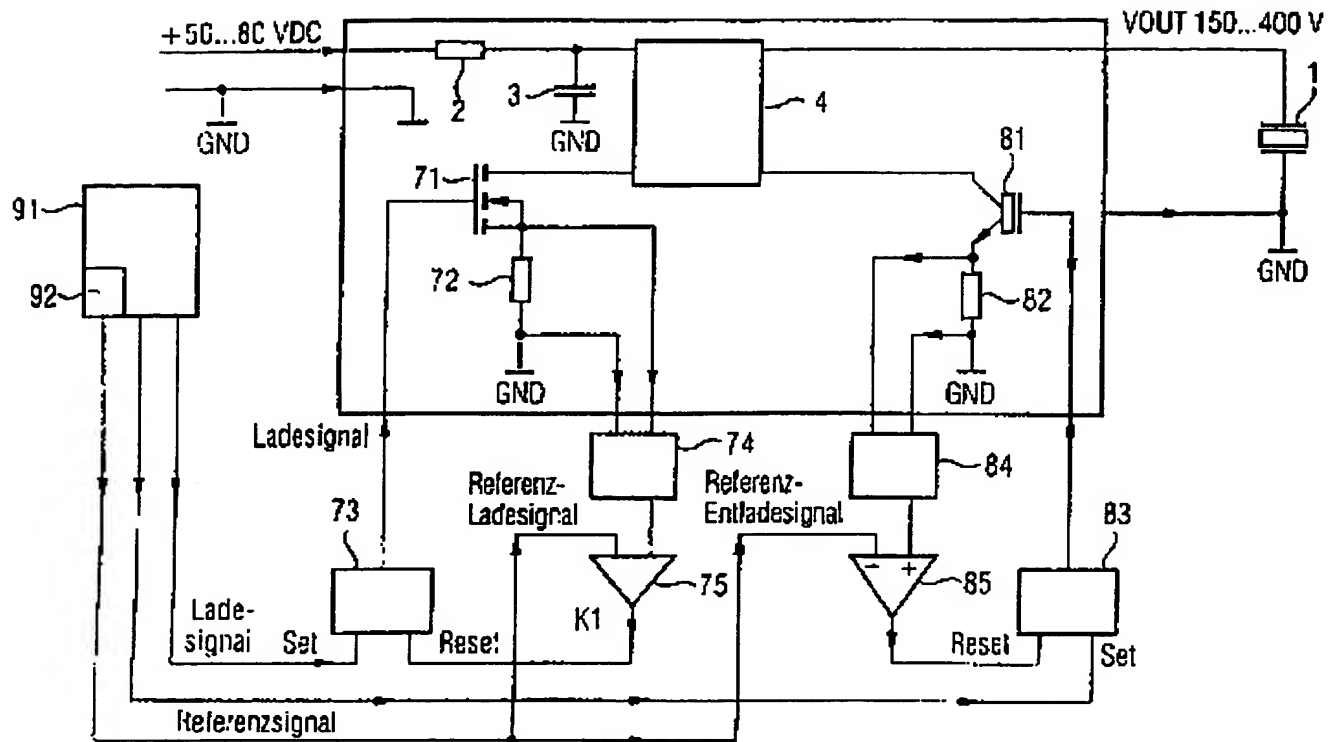 +50...80 VDC
VOUT 150...400 V
2
3
4
1
GND
GND
71
81
91
92
72
82
GND
GND
GND
Ladesignal
74
84
Referenz-
Ladesignal
Referenz-
Entladesignal
73
83
75
- +
85
K1
Lade-
signal
Set
Reset
Reset
Set
Referenzsignal